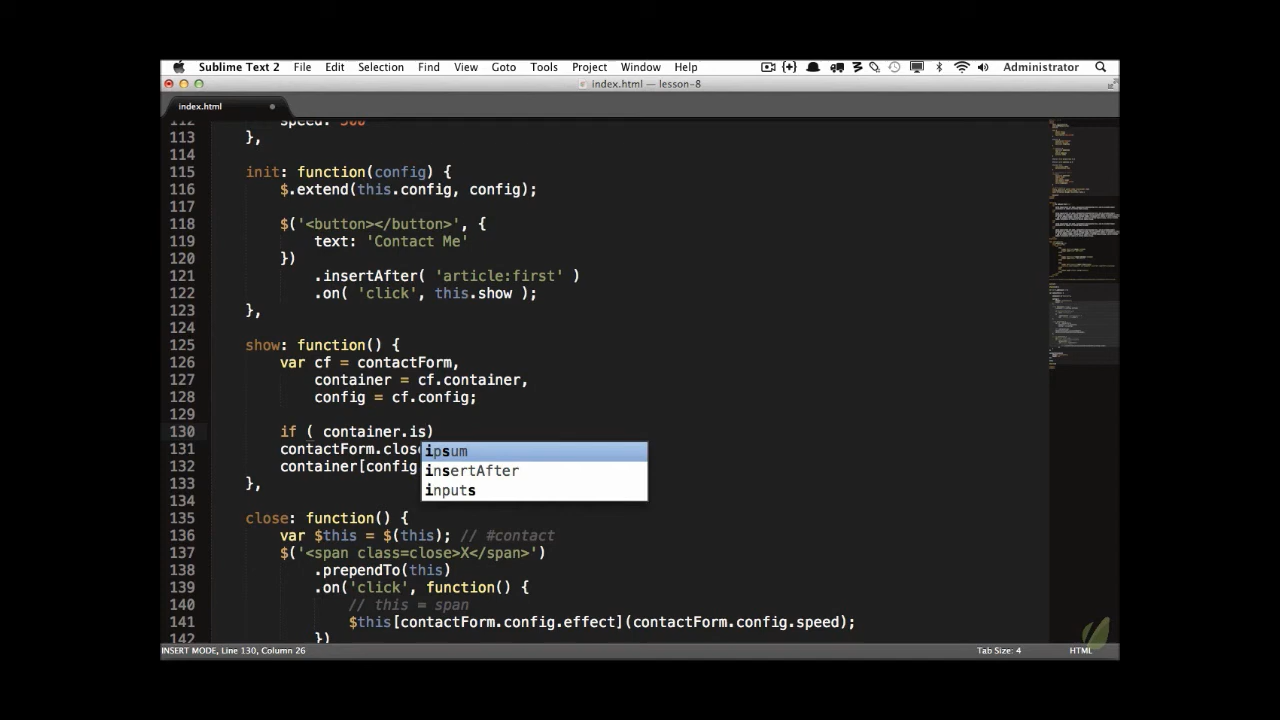 Sublime Text 2 File Edit Selection Find View Goto Tools Project Window Help Administrator
index.html — lesson-8
index.html
112 speed: 500
113 },
114
115 init: function(config) {
116 $.extend(this.config, config);
117
118 $('<button></button>', {
119 text: 'Contact Me'
120 })
121 .insertAfter( 'article:first' )
122 .on( 'click', this.show );
123 },
124
125 show: function() {
126 var cf = contactForm,
127 container = cf.container,
128 config = cf.config;
129
130 if ( container.is)
131 contactForm.clos
132 container[config
133 },
134
ipsum
insertAfter
inputs
135 close: function() {
136 var $this = $(this); // #contact
137 $('<span class=close>X</span>')
138 .prependTo(this)
139 .on('click', function() {
140 // this = span
141 $this[contactForm.config.effect](contactForm.config.speed);
142 })
INSERT MODE, Line 130, Column 26 Tab Size: 4 HTML